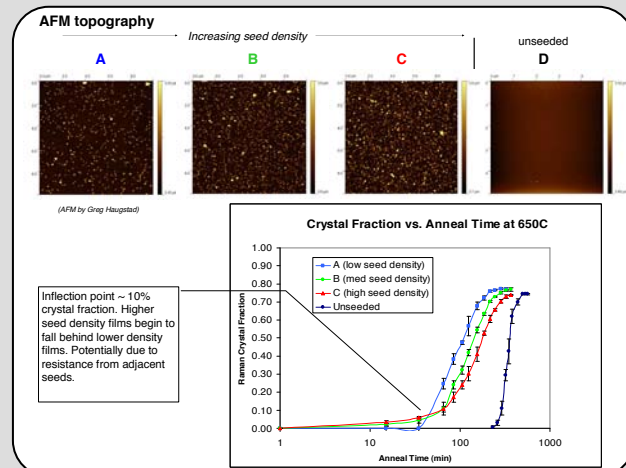 AFM topography
Increasing seed density
unseeded
A
B
C
D
(AFM by Greg Haugstad)
Crystal Fraction vs. Anneal Time at 650C
Inflection point ~ 10%
crystal fraction. Higher
seed density films begin to
fall behind lower density
films. Potentially due to
resistance from adjacent
seeds.
Raman Crystal Fraction
1.00
0.90
0.80
0.70
0.60
0.50
0.40
0.30
0.20
0.10
0.00
A (low seed density)
B (med seed density)
C (high seed density)
Unseeded
1
10
100
1000
Anneal Time (min)